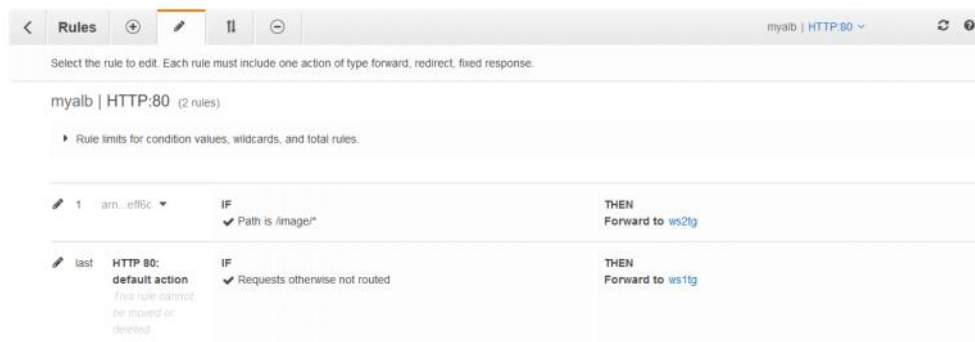 Rules
myalb | HTTP:80
Select the rule to edit. Each rule must include one action of type forward, redirect, fixed response.
myalb | HTTP:80 (2 rules)
Rule limits for condition values, wildcards, and total rules.
1 arn...eff6c IF THEN
Path is /image/* Forward to ws2tg
last HTTP 80: IF THEN
default action Requests otherwise not routed Forward to ws1tg
This rule cannot
be moved or
deleted